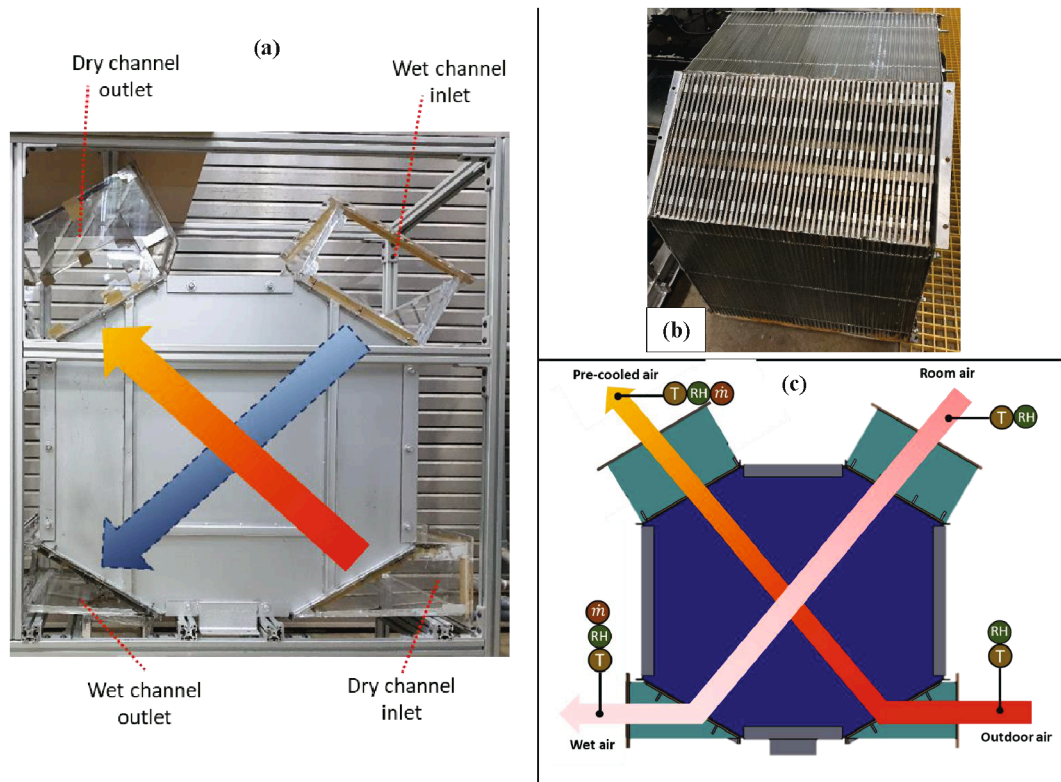 (a)
Dry channel
outlet
Wet channel
inlet
Wet channel
outlet
Dry channel
inlet
(b)
(c)
Pre-cooled air
Room air
T RH ṁ
T RH
ṁ
RH
T
RH
T
Wet air
Outdoor air